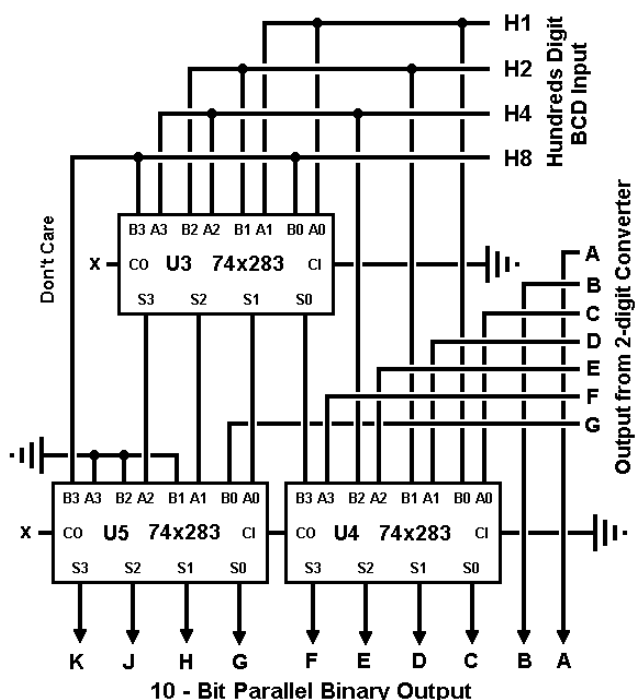 H1
H2
H4
H8
Hundreds Digit
BCD Input
Don't Care
B3 A3 B2 A2 B1 A1 B0 A0
X CO U3 74x283 CI
S3 S2 S1 S0
A
B
C
D
E
F
G
Output from 2-digit Converter
B3 A3 B2 A2 B1 A1 B0 A0
X CO U5 74x283 CI
S3 S2 S1 S0
B3 A3 B2 A2 B1 A1 B0 A0
CO U4 74x283 CI
S3 S2 S1 S0
K J H G F E D C B A
10 - Bit Parallel Binary Output